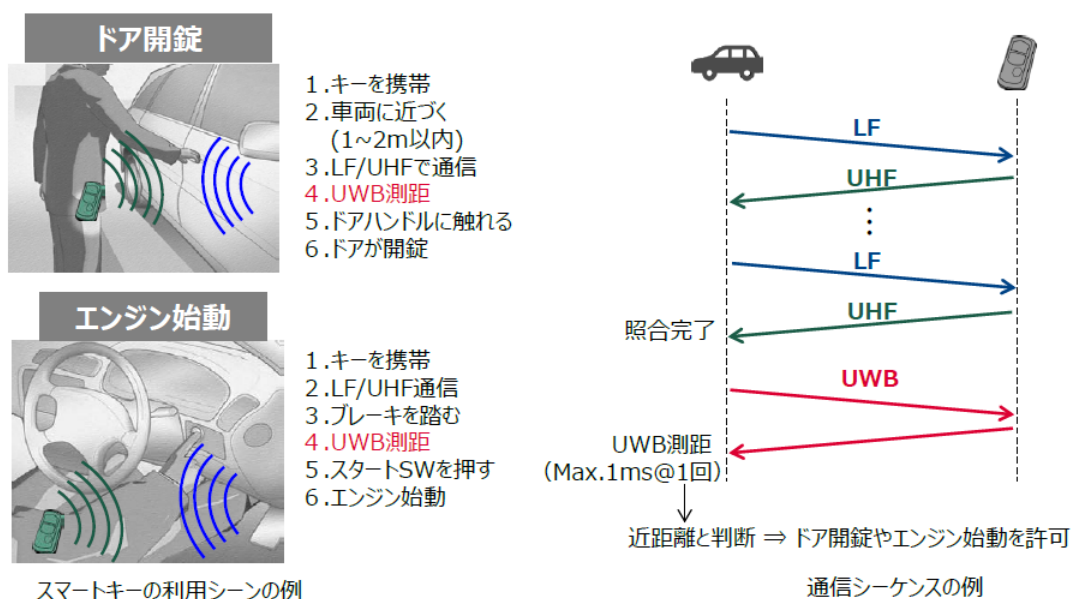 ドア開錠
1.キーを携帯
2.車両に近づく
(1~2m以内)
3.LF/UHFで通信
4.UWB測距
5.ドアハンドルに触れる
6.ドアが開錠
エンジン始動
1.キーを携帯
2.LF/UHF通信
3.ブレーキを踏む
4.UWB測距
5.スタートSWを押す
6.エンジン始動
スマートキーの利用シーンの例
LF
UHF
⋮
LF
UHF
照合完了
UWB
UWB測距
(Max.1ms@1回)
近距離と判断 ⇒ ドア開錠やエンジン始動を許可
通信シーケンスの例